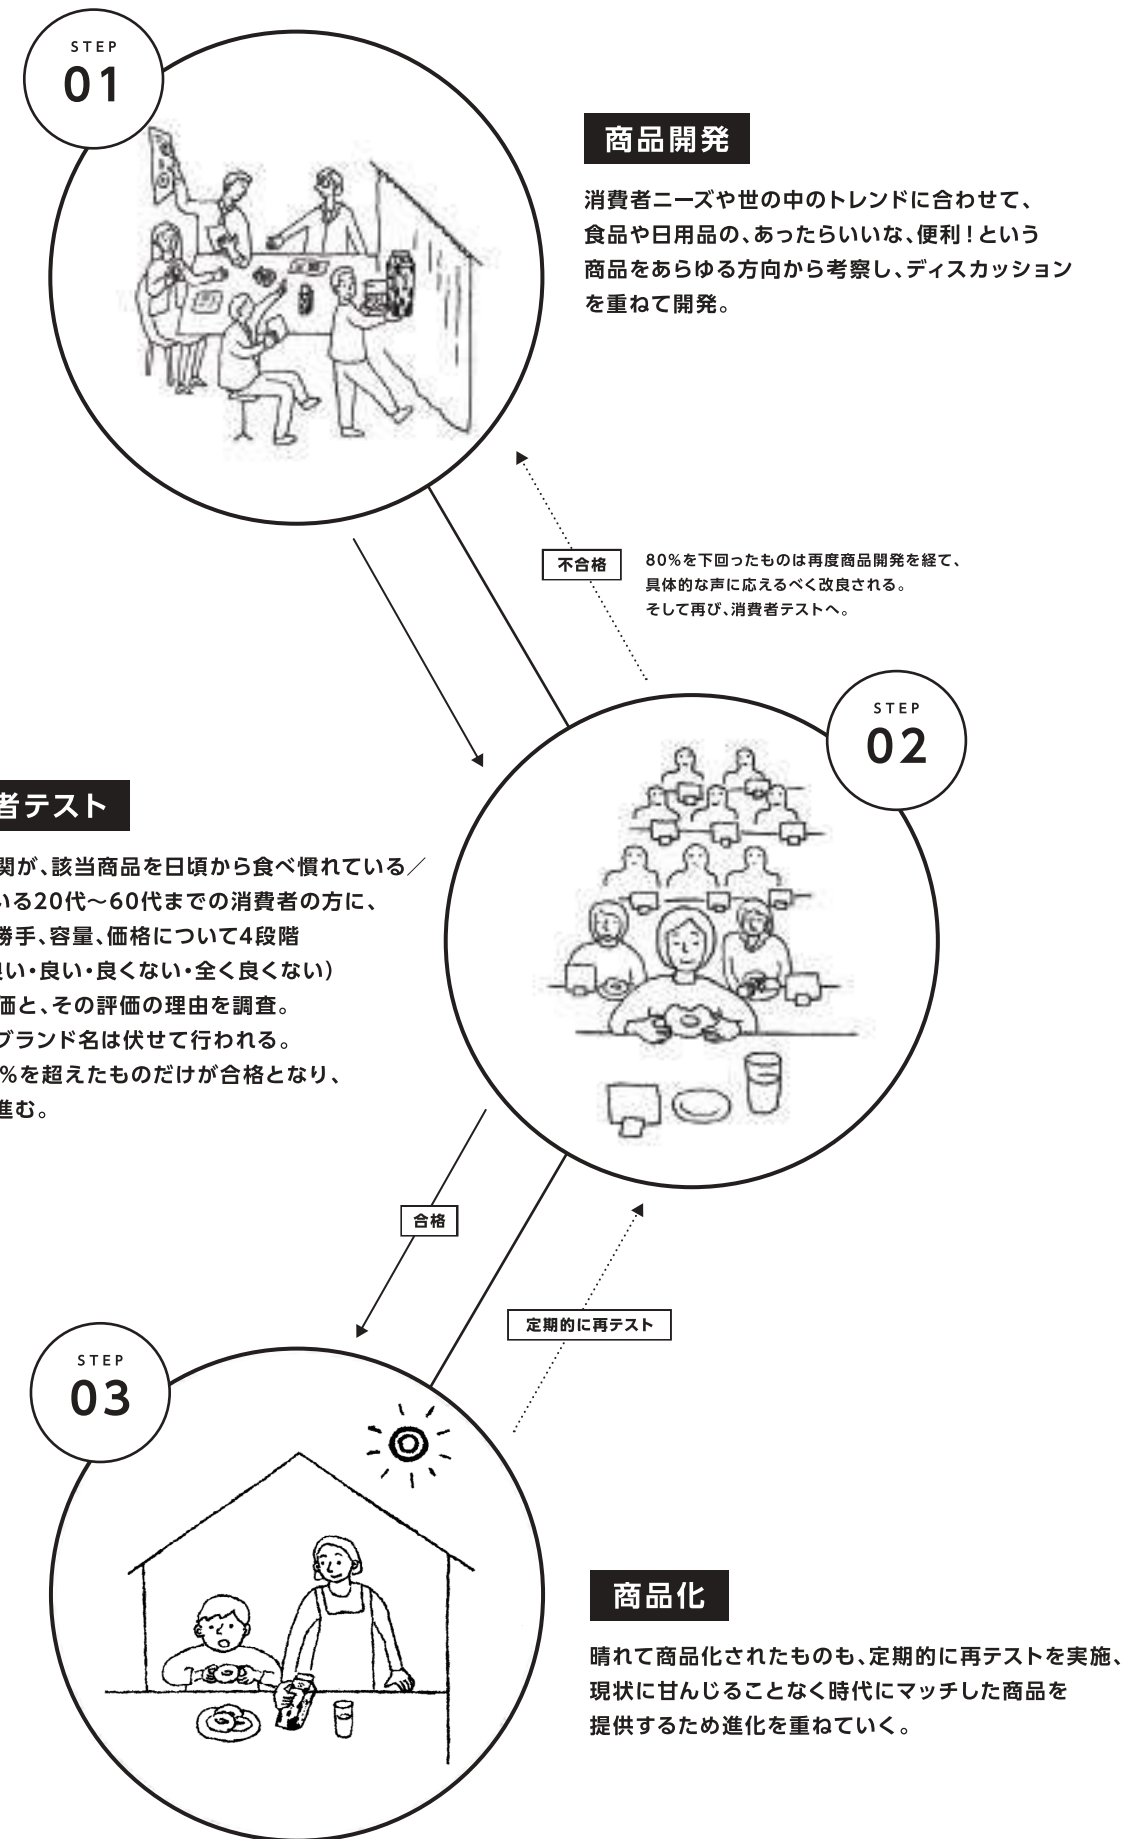 STEP
01
商品開発
消費者ニーズや世の中のトレンドに合わせて、
食品や日用品の、あったらいいな、便利！という
商品をあらゆる方向から考察し、ディスカッション
を重ねて開発。
不合格
80%を下回ったものは再度商品開発を経て、
具体的な声に応えるべく改良される。
そして再び、消費者テストへ。
STEP
02
者テスト
関が、該当商品を日頃から食べ慣れている／
いる20代〜60代までの消費者の方に、
勝手、容量、価格について4段階
良い・良い・良くない・全く良くない）
価と、その評価の理由を調査。
ブランド名は伏せて行われる。
%を超えたものだけが合格となり、
進む。
合格
定期的に再テスト
STEP
03
商品化
晴れて商品化されたものも、定期的に再テストを実施、
現状に甘んじることなく時代にマッチした商品を
提供するため進化を重ねていく。